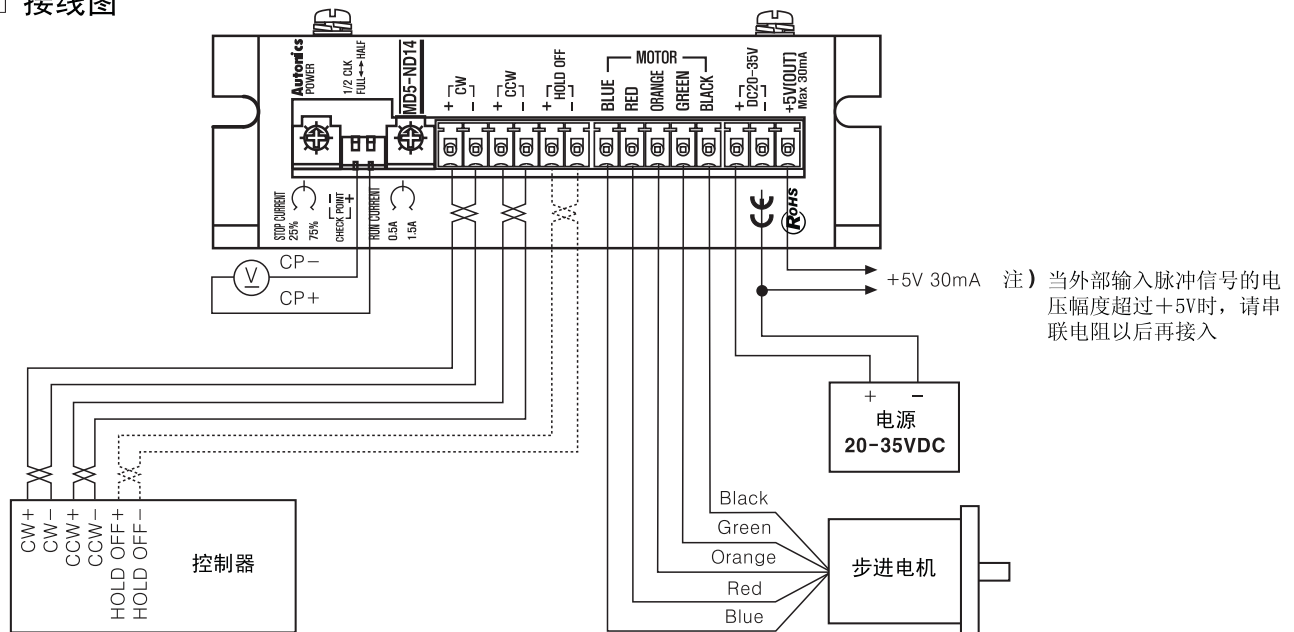 接线图
Autonics
POWER
1/2 CLK
FULL ↔ HALF
MD5-ND14
+ CW -
+ CCW -
+ HOLD OFF -
MOTOR
BLUE
RED
ORANGE
GREEN
BLACK
+ DC20-35V -
+5V(OUT)
Max 30mA
STOP CURRENT
25%
75%
CHECK POINT
- +
RUN CURRENT
0.5A
1.5A
CE
RoHS
V
CP-
CP+
+5V 30mA
注) 当外部输入脉冲信号的电
压幅度超过+5V时, 请串
联电阻以后再接入
+ -
电源
20-35VDC
CW+
CW-
CCW+
CCW-
HOLD OFF+
HOLD OFF-
控制器
Black
Green
Orange
Red
Blue
步进电机